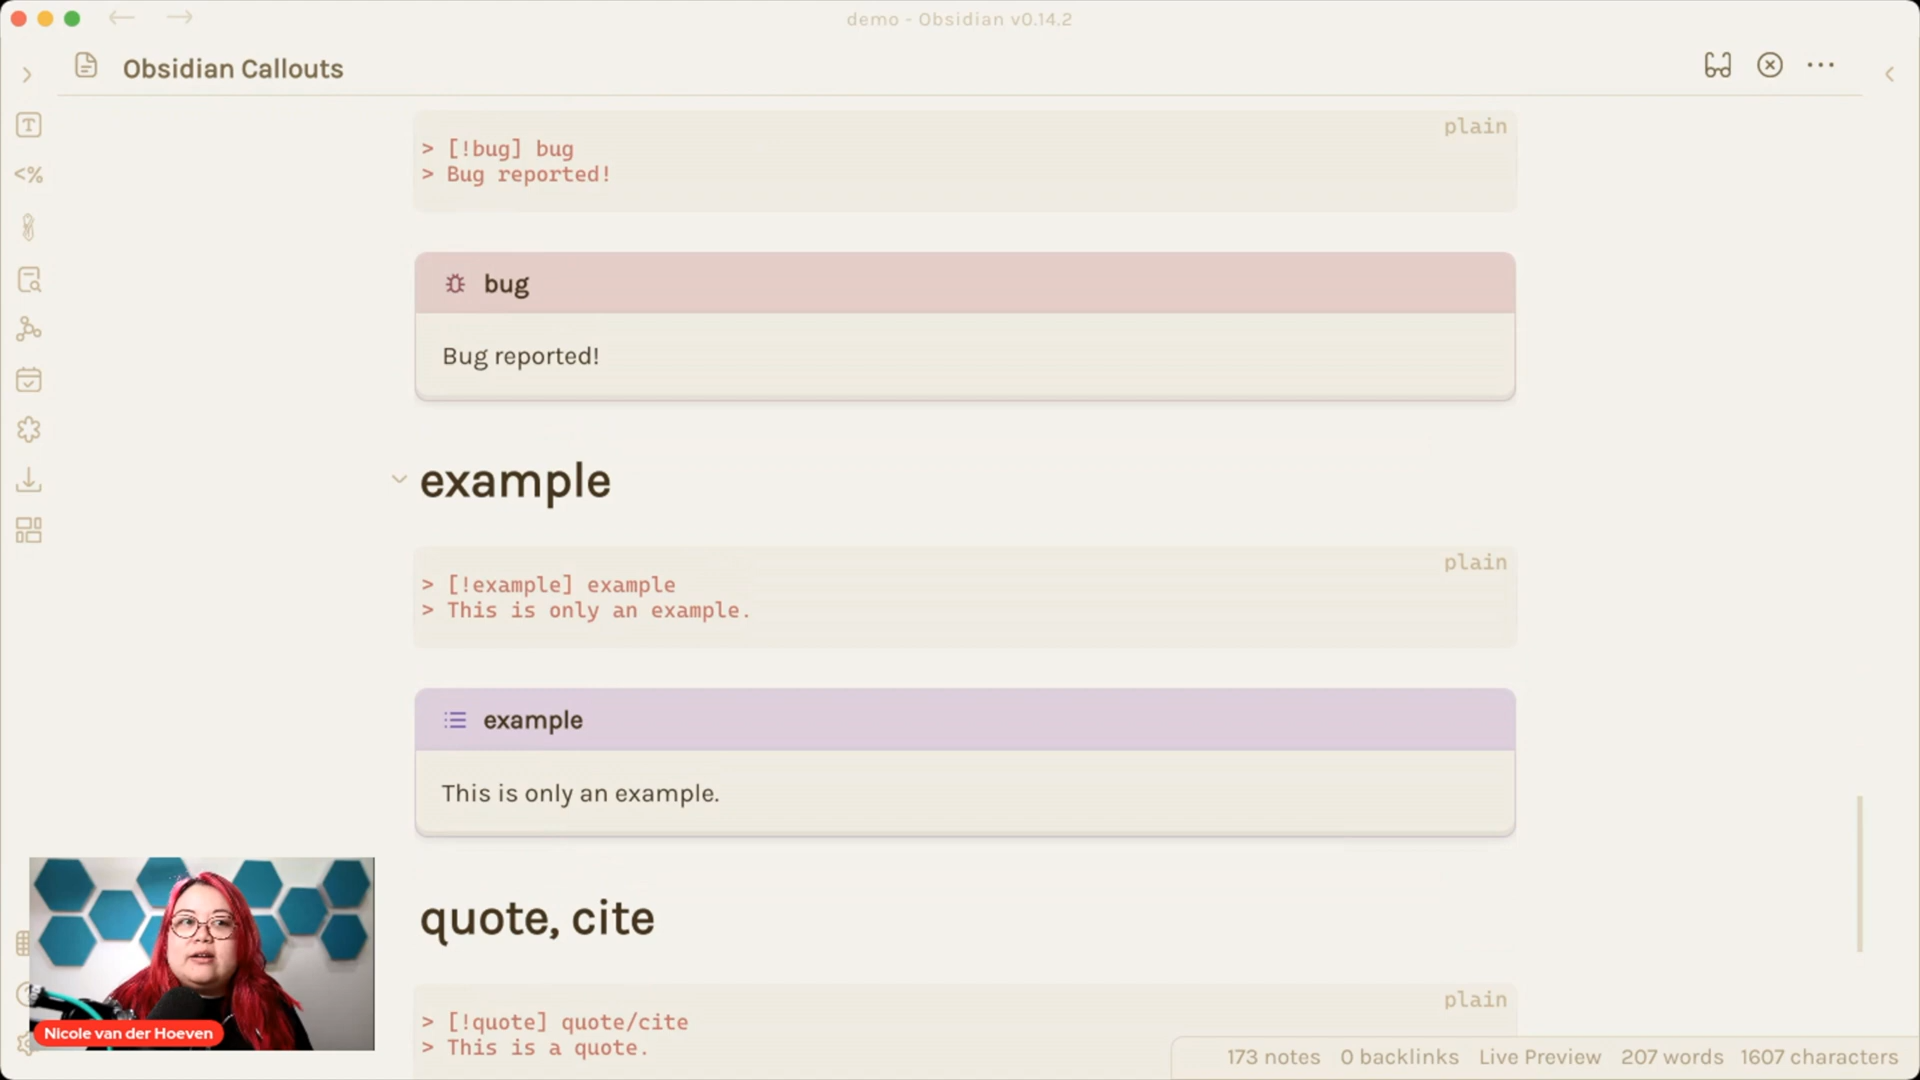 demo - Obsidian v0.14.2
Obsidian Callouts
plain
> [!bug] bug
> Bug reported!
bug
Bug reported!
example
plain
> [!example] example
> This is only an example.
example
This is only an example.
quote, cite
plain
> [!quote] quote/cite
> This is a quote.
Nicole van der Hoeven
173 notes 0 backlinks Live Preview 207 words 1607 characters